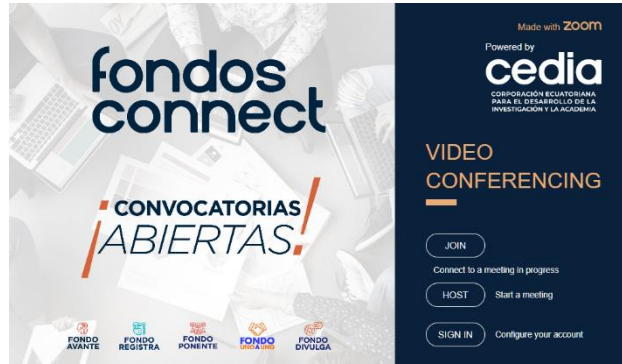 fondos
connect
¡CONVOCATORIAS
ABIERTAS!
FONDO
AVANTE
FONDO
REGISTRA
FONDO
PONENTE
FONDO
UNO A UNO
FONDO
DIVULGA
Made with zoom
Powered by
cedia
CORPORACIÓN ECUATORIANA
PARA EL DESARROLLO DE LA
INVESTIGACIÓN Y LA ACADEMIA
VIDEO
CONFERENCING
JOIN
Connect to a meeting in progress
HOST Start a meeting
SIGN IN Configure your account